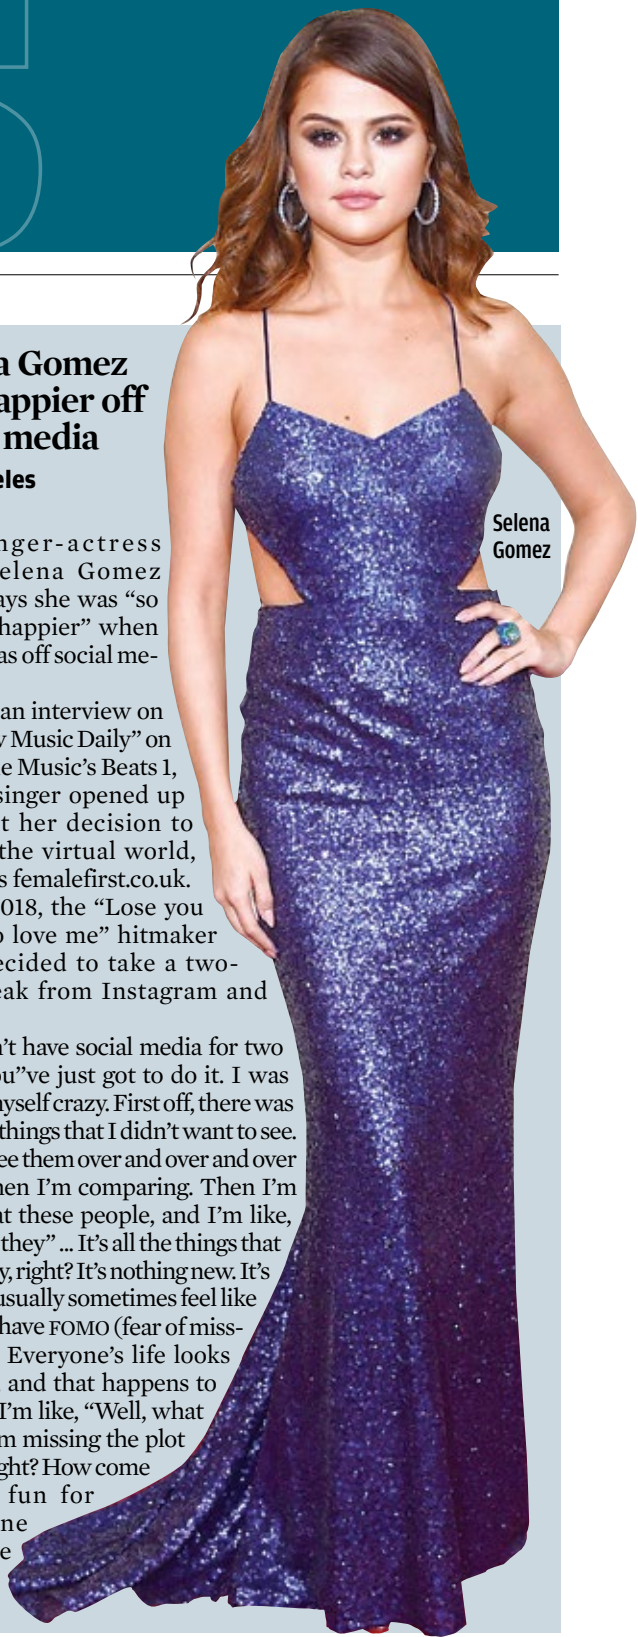 a Gomez
appier off
media
eles
nger-actress
elena Gomez
ays she was “so
happier” when
as off social me-
an interview on
y Music Daily” on
e Music’s Beats 1,
singer opened up
t her decision to
the virtual world,
s femalefirst.co.uk.
018, the “Lose you
o love me” hitmaker
ecided to take a two-
eak from Instagram and
n’t have social media for two
ou”ve just got to do it. I was
nyself crazy. First off, there was
things that I didn’t want to see.
ee them over and over and over
hen I’m comparing. Then I’m
at these people, and I’m like,
they” ... It’s all the things that
y, right? It’s nothing new. It’s
usually sometimes feel like
have FOMO (fear of miss-
Everyone’s life looks
, and that happens to
I’m like, “Well, what
m missing the plot
ght? How come
fun for
ne
e
Selena
Gomez